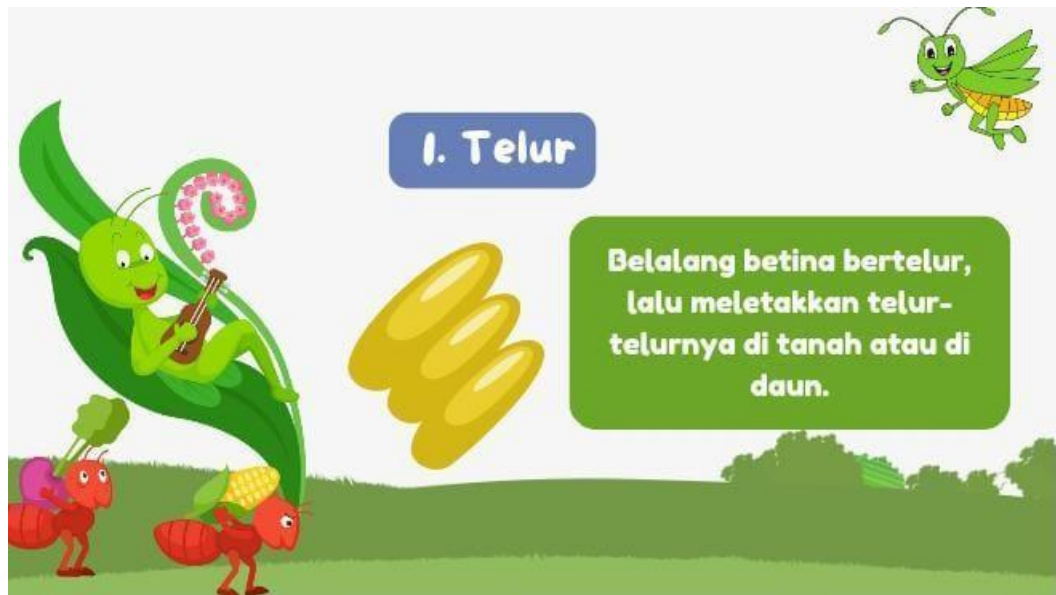 1. Telur
Belalang betina bertelur,
lalu meletakkan telur-
telurnya di tanah atau di
daun.